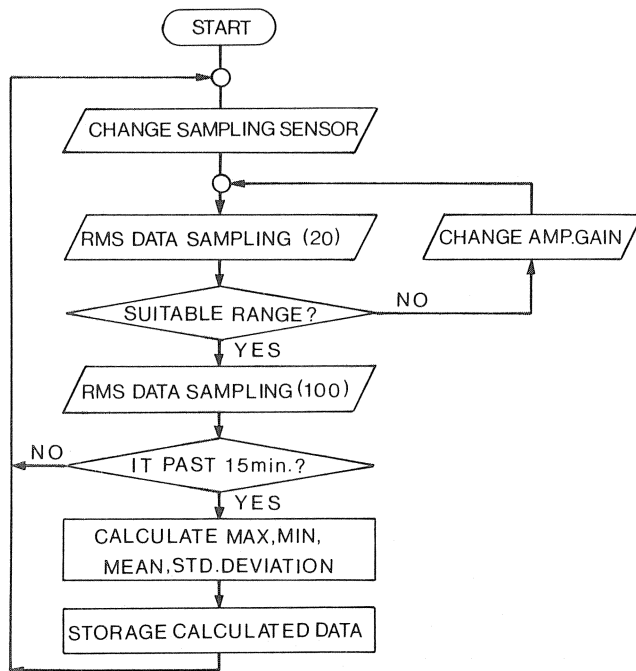 START
CHANGE SAMPLING SENSOR
RMS DATA SAMPLING (20)
CHANGE AMP.GAIN
SUITABLE RANGE?
NO
YES
RMS DATA SAMPLING(100)
NO
IT PAST 15min.?
YES
CALCULATE MAX,MIN,
MEAN,STD.DEVIATION
STORAGE CALCULATED DATA